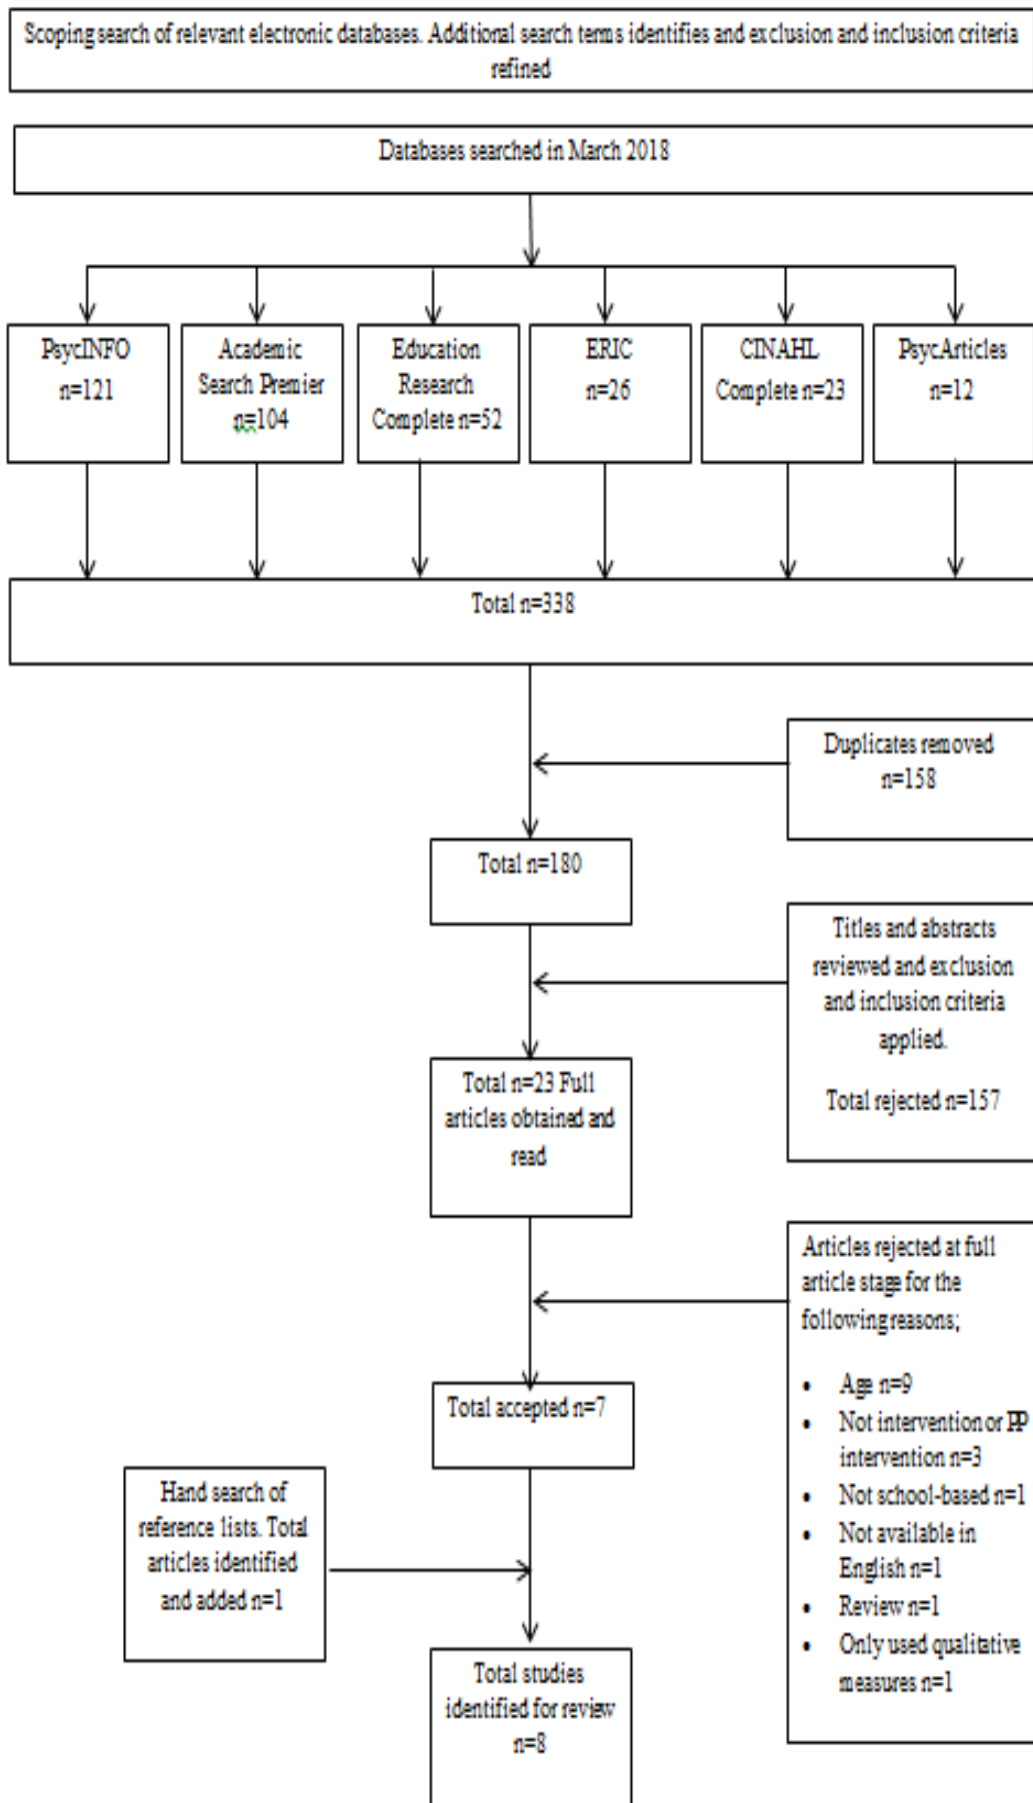 Scoping search of relevant electronic databases. Additional search terms identifies and exclusion and inclusion criteria
refined
Databases searched in March 2018
PsycINFO
n=121
Academic
Search Premier
n=104
Education
Research
Complete n=52
ERIC
n=26
CINAHL
Complete n=23
PsycArticles
n=12
Total n=338
Duplicates removed
n=158
Total n=180
Titles and abstracts
reviewed and exclusion
and inclusion criteria
applied.
Total rejected n=157
Total n=23 Full
articles obtained and
read
Articles rejected at full
article stage for the
following reasons;
• Age n=9
• Not intervention or PP
intervention n=3
• Not school-based n=1
• Not available in
English n=1
• Review n=1
• Only used qualitative
measures n=1
Total accepted n=7
Hand search of
reference lists. Total
articles identified
and added n=1
Total studies
identified for review
n=8